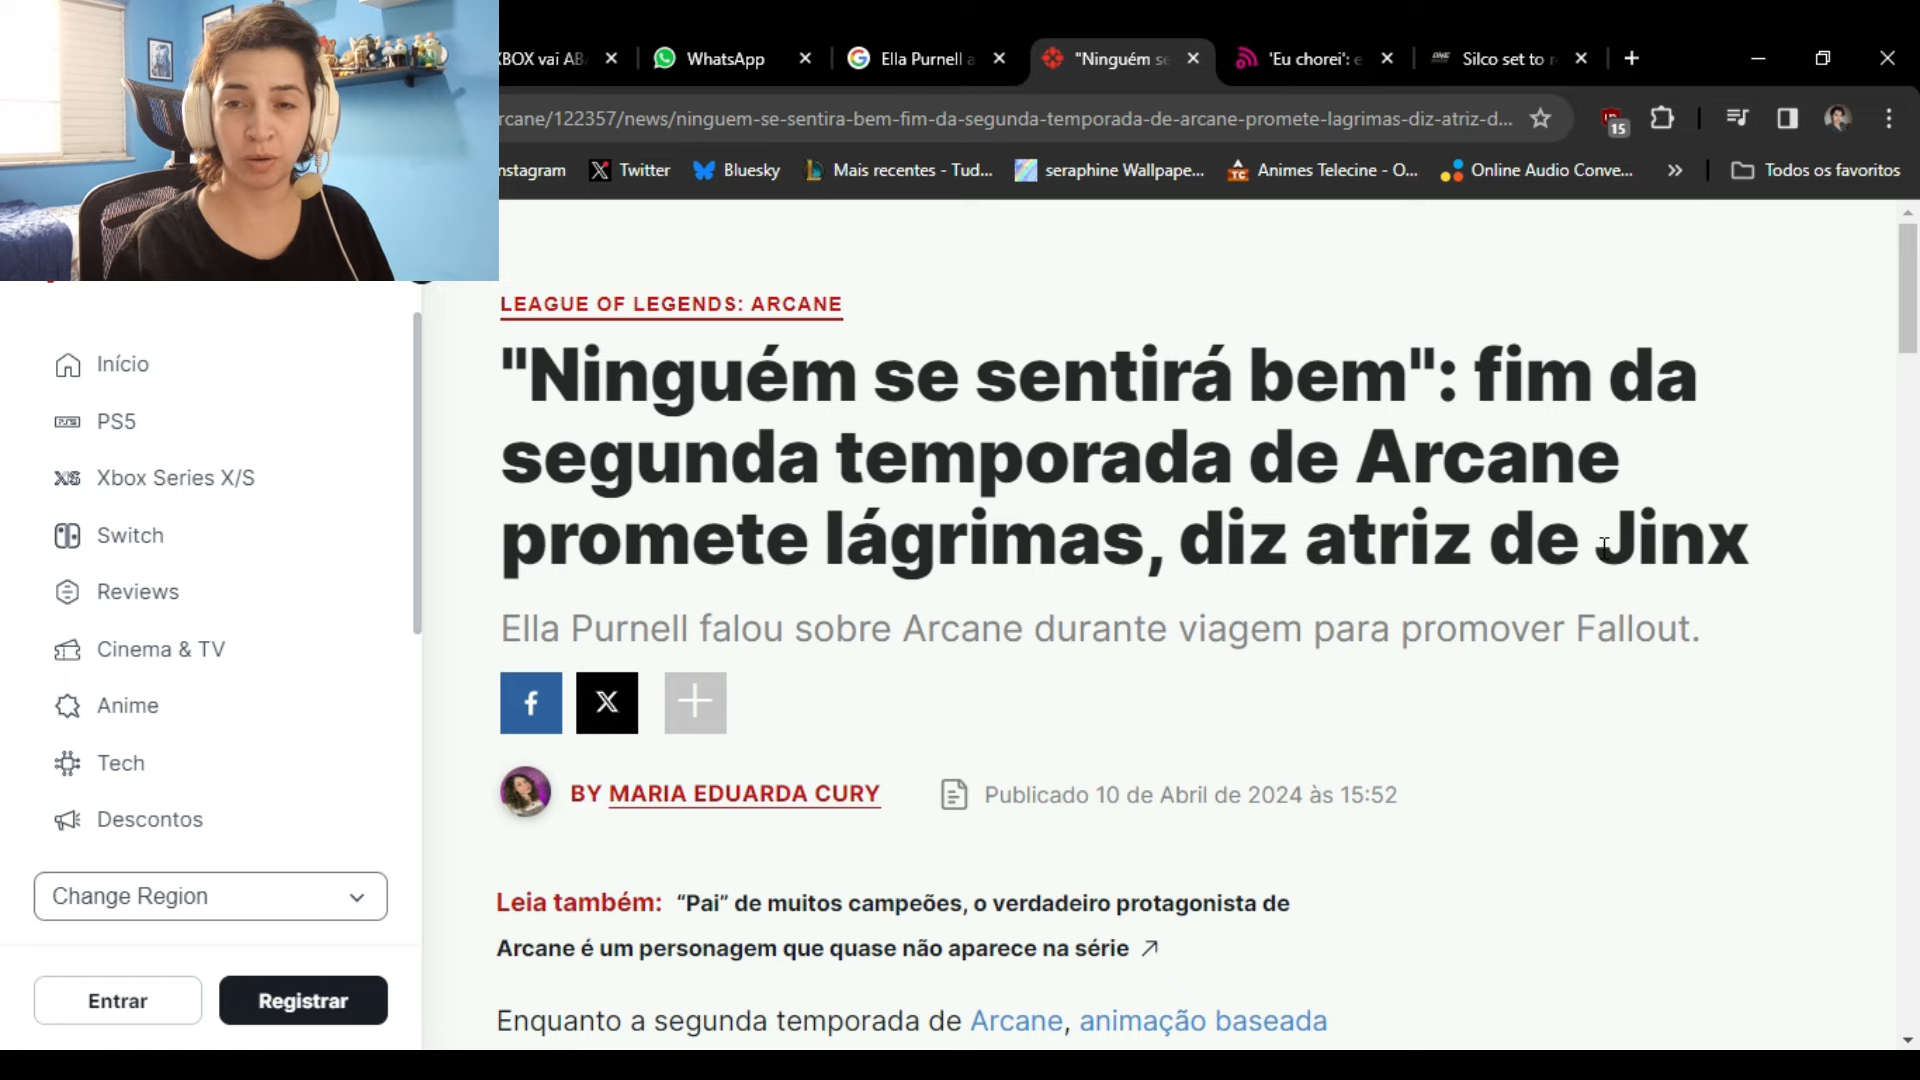 XBOX vai AB
WhatsApp
Ella Purnell a
"Ninguém se
'Eu chorei': e
Silco set to r
rcane/122357/news/ninguem-se-sentira-bem-fim-da-segunda-temporada-de-arcane-promete-lagrimas-diz-atriz-d...
15
nstagram
Twitter
Bluesky
Mais recentes - Tud...
seraphine Wallpape...
Animes Telecine - O...
Online Audio Conve...
»
Todos os favoritos
LEAGUE OF LEGENDS: ARCANE
"Ninguém se sentirá bem": fim da
segunda temporada de Arcane
promete lágrimas, diz atriz de Jinx
Ella Purnell falou sobre Arcane durante viagem para promover Fallout.
BY MARIA EDUARDA CURY
Publicado 10 de Abril de 2024 às 15:52
Leia também: “Pai” de muitos campeões, o verdadeiro protagonista de
Arcane é um personagem que quase não aparece na série ↗
Enquanto a segunda temporada de Arcane, animação baseada
Início
PS5
Xbox Series X/S
Switch
Reviews
Cinema & TV
Anime
Tech
Descontos
Change Region
Entrar
Registrar